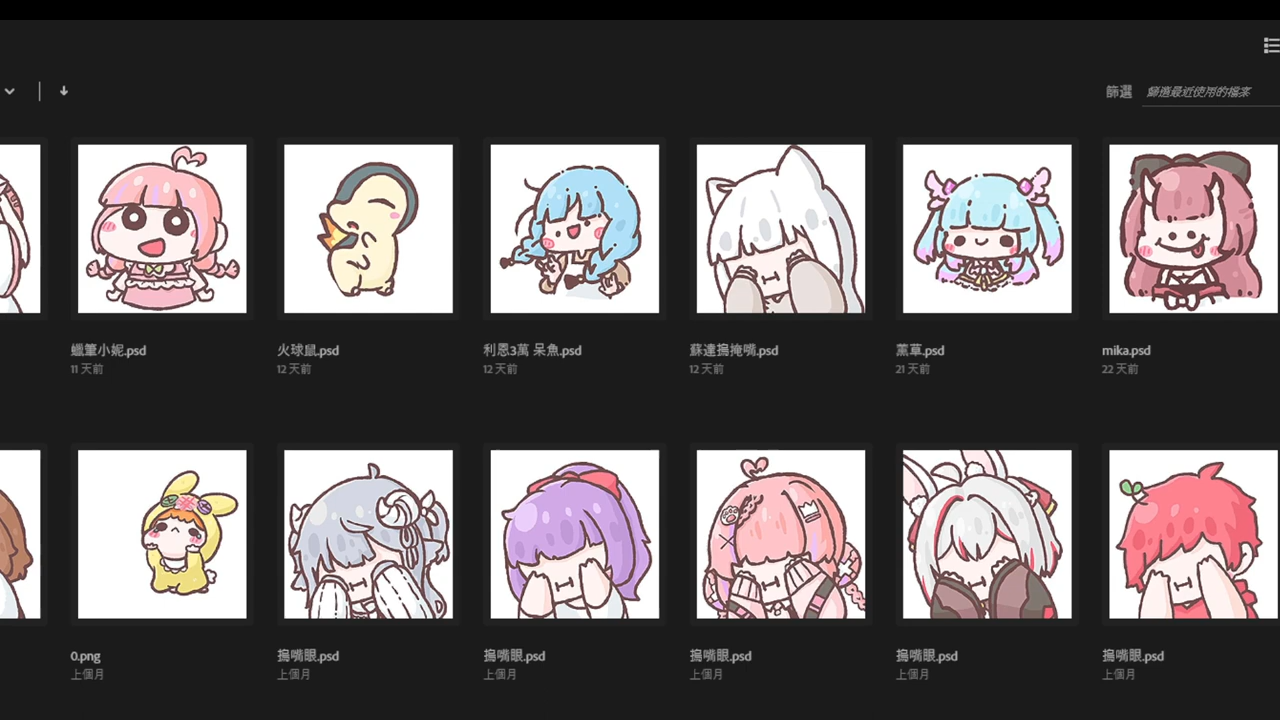 篩選 篩選最近使用的檔案
蠟筆小妮.psd
11 天前
火球鼠.psd
12 天前
利恩3萬 呆魚.psd
12 天前
蘇達摀掩嘴.psd
12 天前
薰草.psd
21 天前
mika.psd
22 天前
0.png
上個月
摀嘴眼.psd
上個月
摀嘴眼.psd
上個月
摀嘴眼.psd
上個月
摀嘴眼.psd
上個月
摀嘴眼.psd
上個月